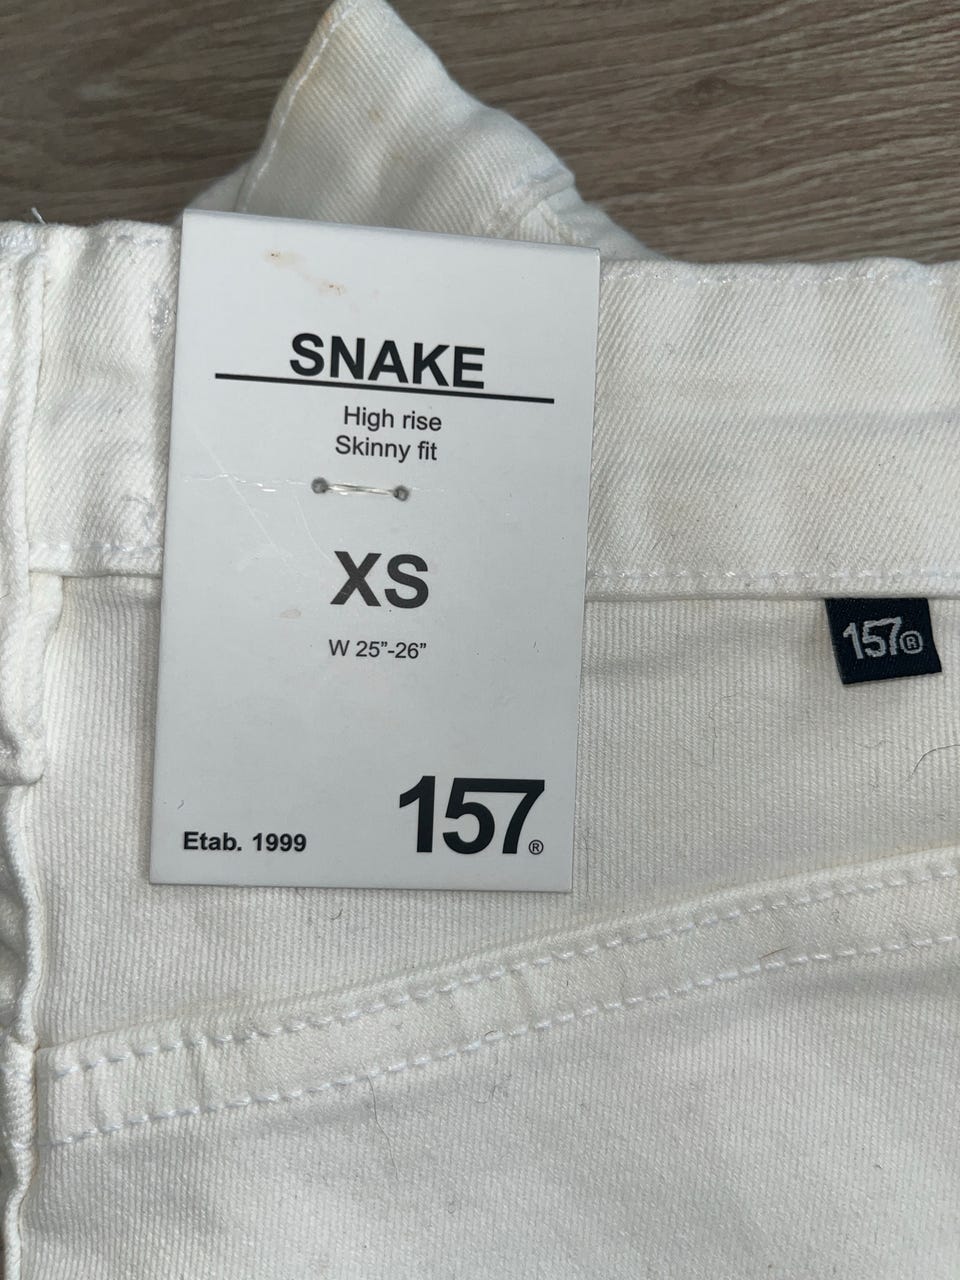 SNAKE
High rise
Skinny fit
XS
W 25”-26”
Etab. 1999
157®
157®